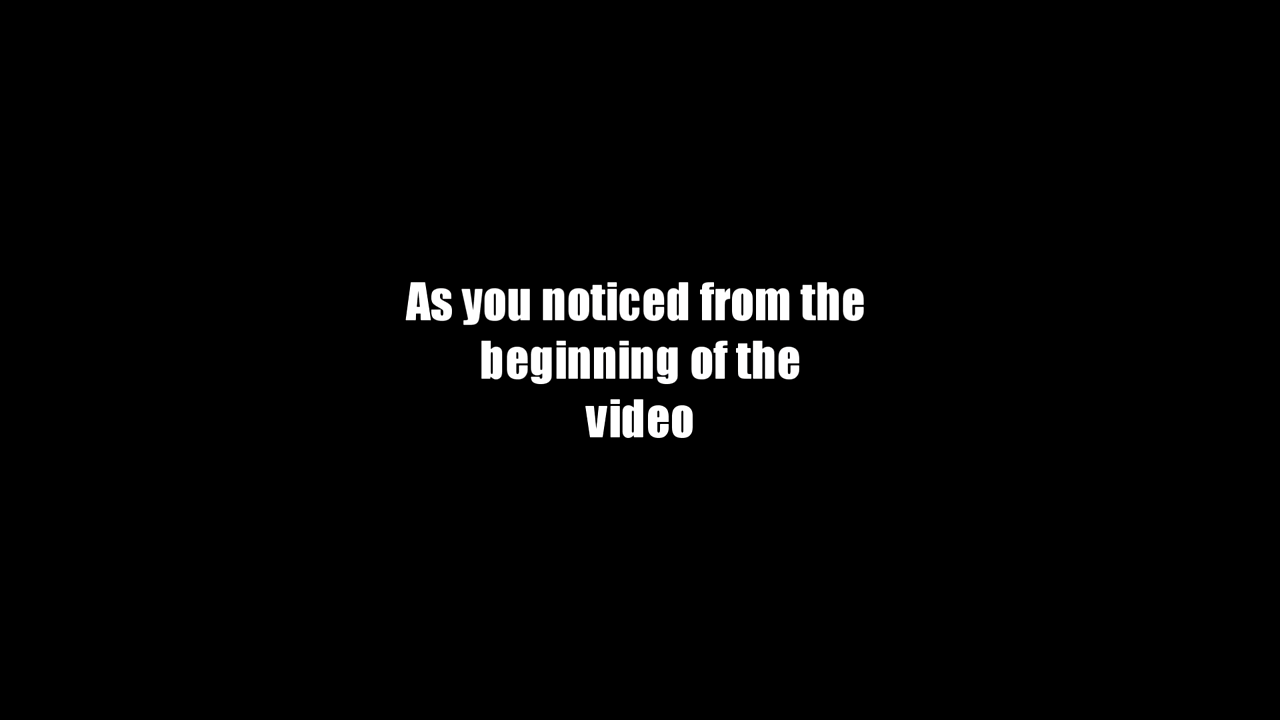 As you noticed from the
beginning of the
video